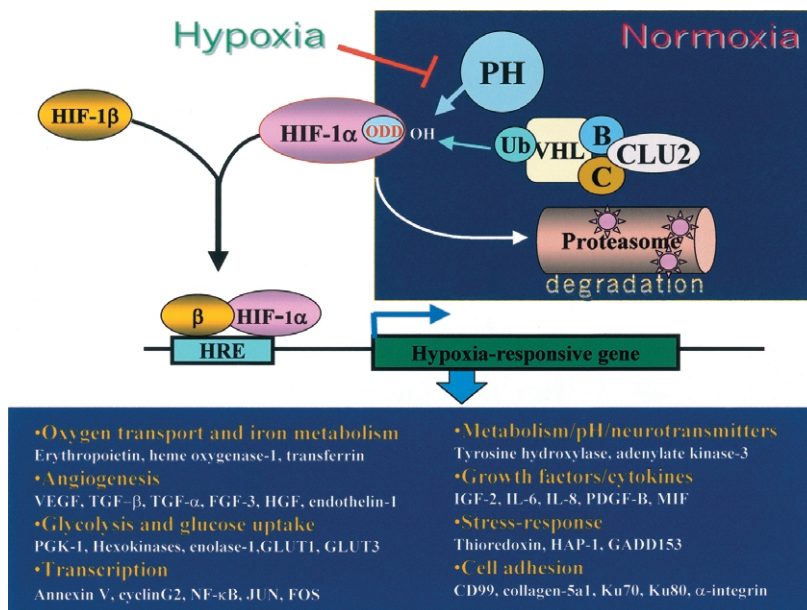 Hypoxia
Normoxia
PH
HIF-1β
HIF-1α ODD OH
Ub VHL B C CLU2
Proteasome
degradation
β HIF-1α
HRE
Hypoxia-responsive gene
•Oxygen transport and iron metabolism
Erythropoietin, heme oxygenase-1, transferrin
•Angiogenesis
VEGF, TGF-β, TGF-α, FGF-3, HGF, endothelin-1
•Glycolysis and glucose uptake
PGK-1, Hexokinases, enolase-1,GLUT1, GLUT3
•Transcription
Annexin V, cyclinG2, NF-κB, JUN, FOS
•Metabolism/pH/neurotransmitters
Tyrosine hydroxylase, adenylate kinase-3
•Growth factors/cytokines
IGF-2, IL-6, IL-8, PDGF-B, MIF
•Stress-response
Thioredoxin, HAP-1, GADD153
•Cell adhesion
CD99, collagen-5a1, Ku70, Ku80, α-integrin